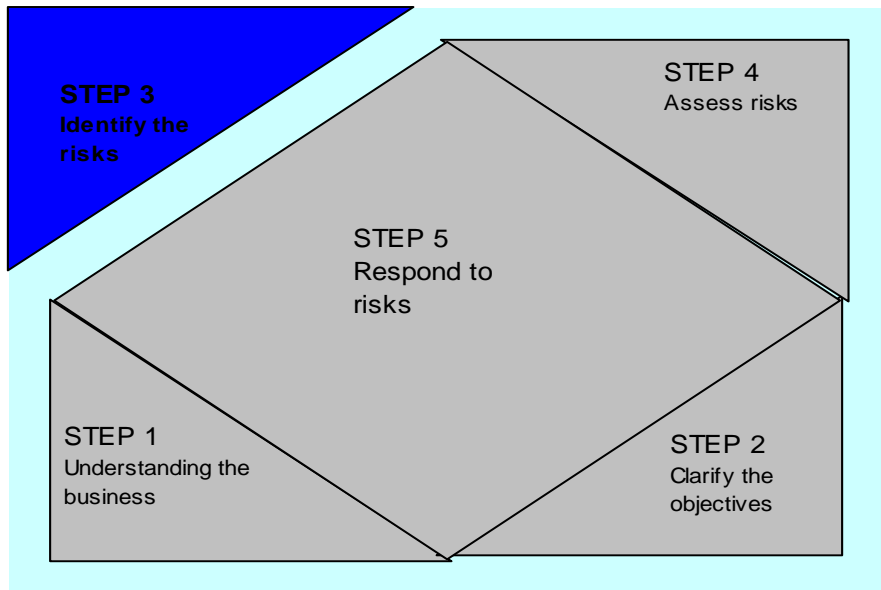 STEP 3
Identify the
risks
STEP 4
Assess risks
STEP 5
Respond to
risks
STEP 1
Understanding the
business
STEP 2
Clarify the
objectives